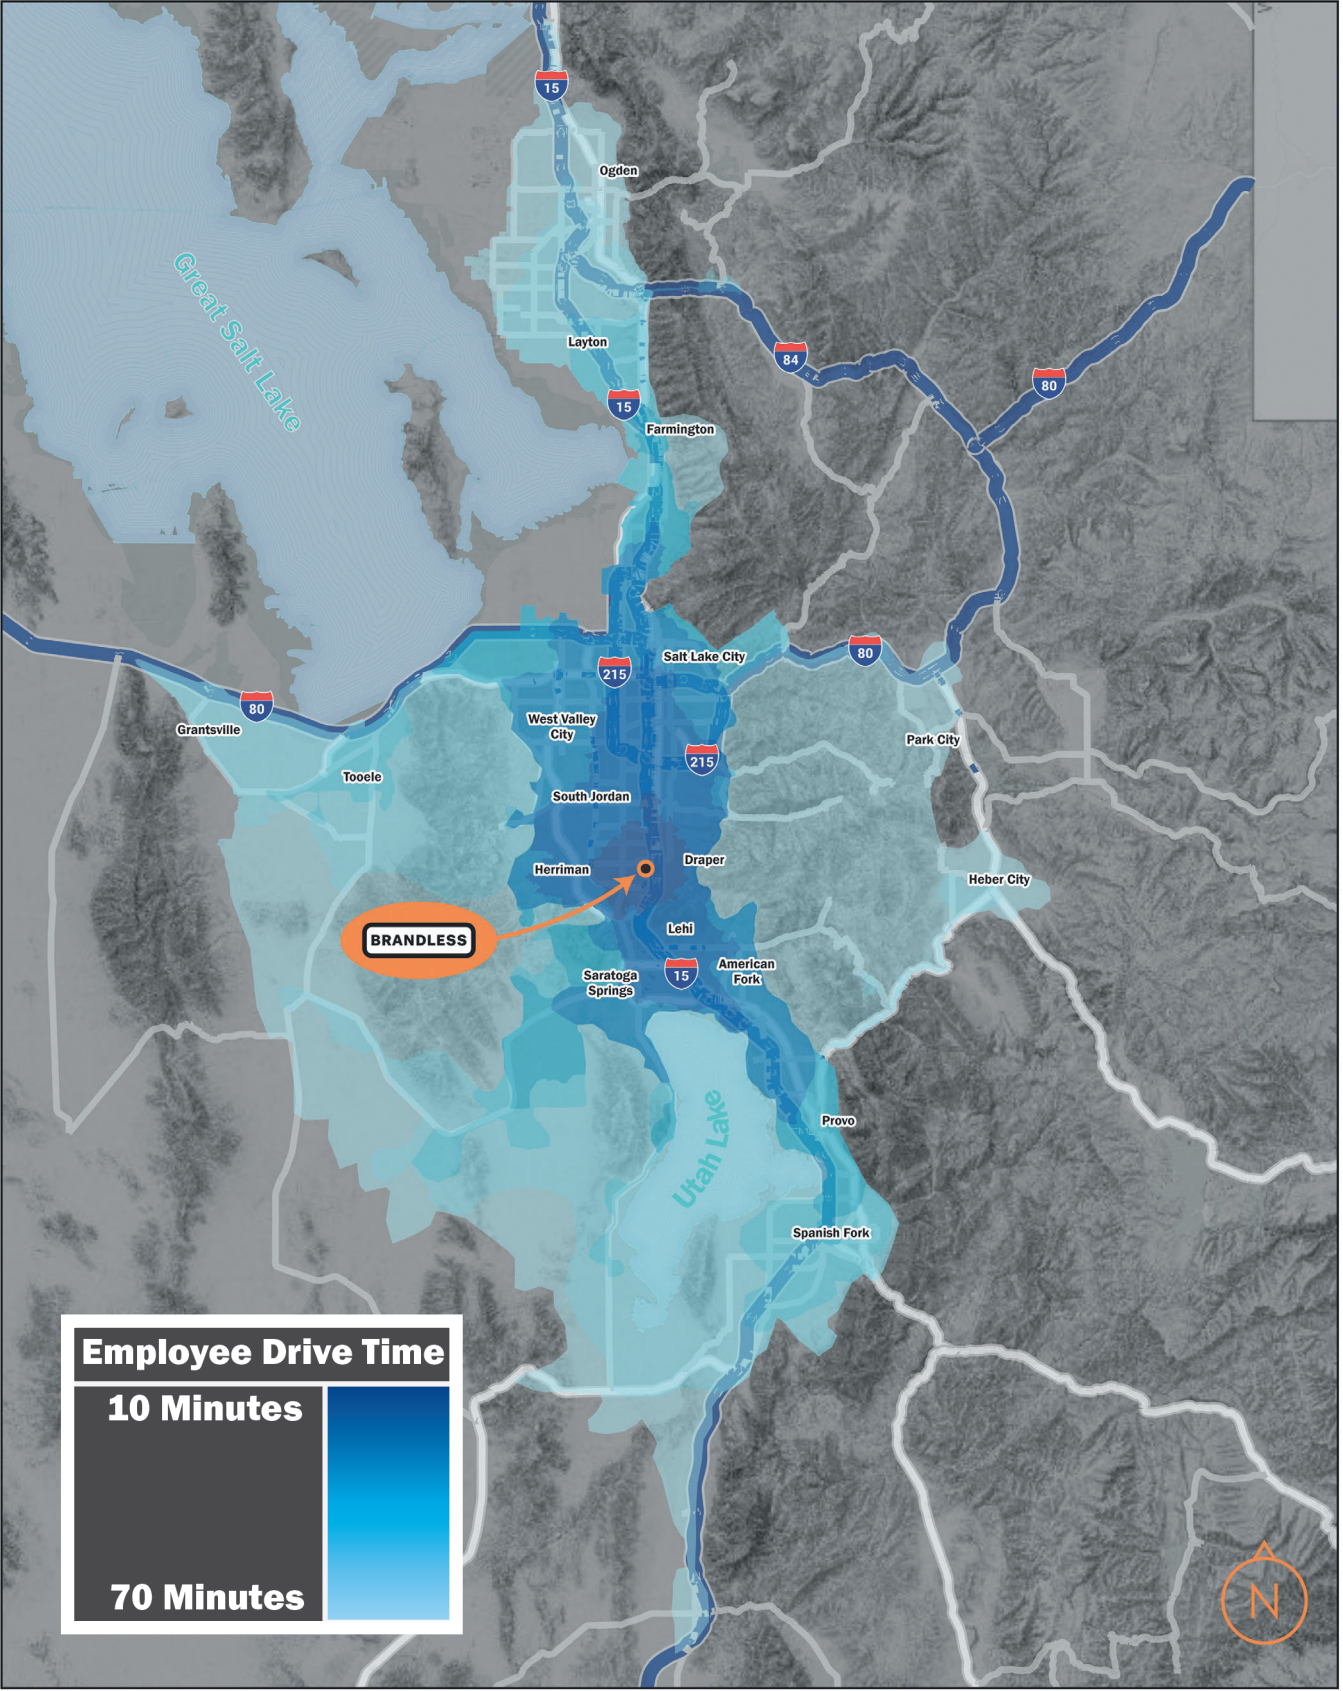 15
Ogden
Great Salt Lake
Layton
84
80
15
Farmington
Salt Lake City
215
80
80
Grantsville
West Valley
City
Park City
215
Tooele
South Jordan
Draper
Herriman
Heber City
BRANDLESS
Lehi
American
Fork
15
Saratoga
Springs
Utah Lake
Provo
Spanish Fork
Employee Drive Time
10 Minutes
70 Minutes
N